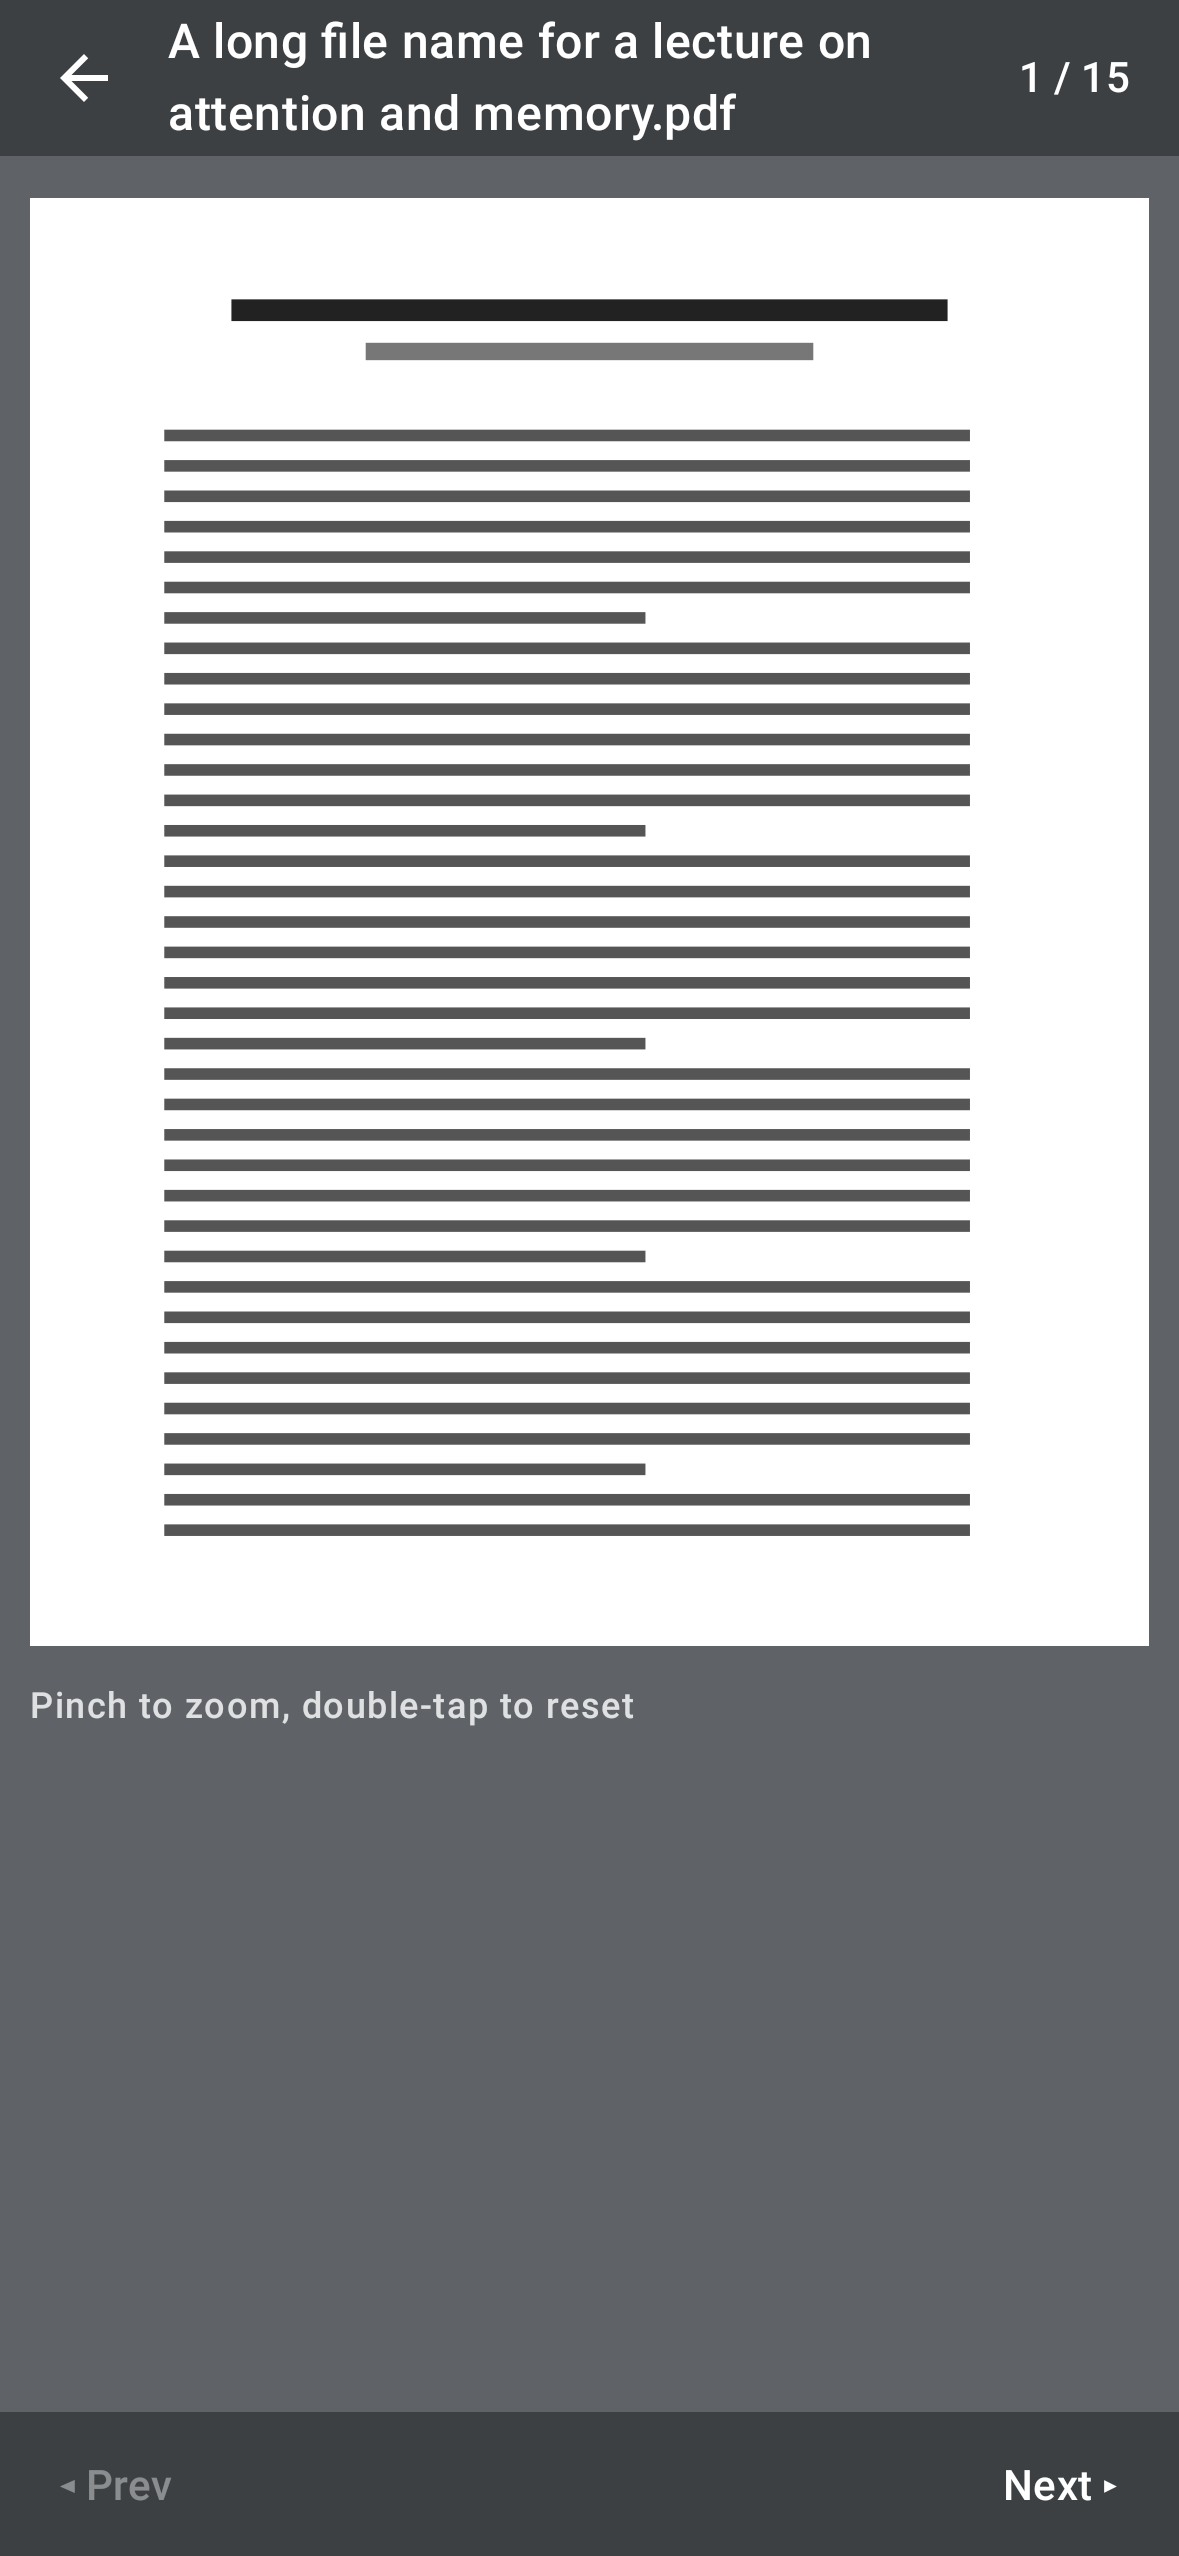 A long file name for a lecture on
attention and memory.pdf
1 / 15
Pinch to zoom, double-tap to reset
◂ Prev
Next ▸